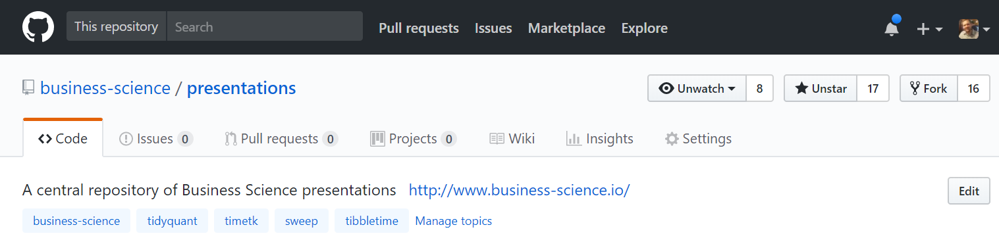 This repository Search Pull requests Issues Marketplace Explore
business-science / presentations Unwatch 8 Unstar 17 Fork 16
Code Issues 0 Pull requests 0 Projects 0 Wiki Insights Settings
A central repository of Business Science presentations http://www.business-science.io/ Edit
business-science tidyquant timetk sweep tibbletime Manage topics